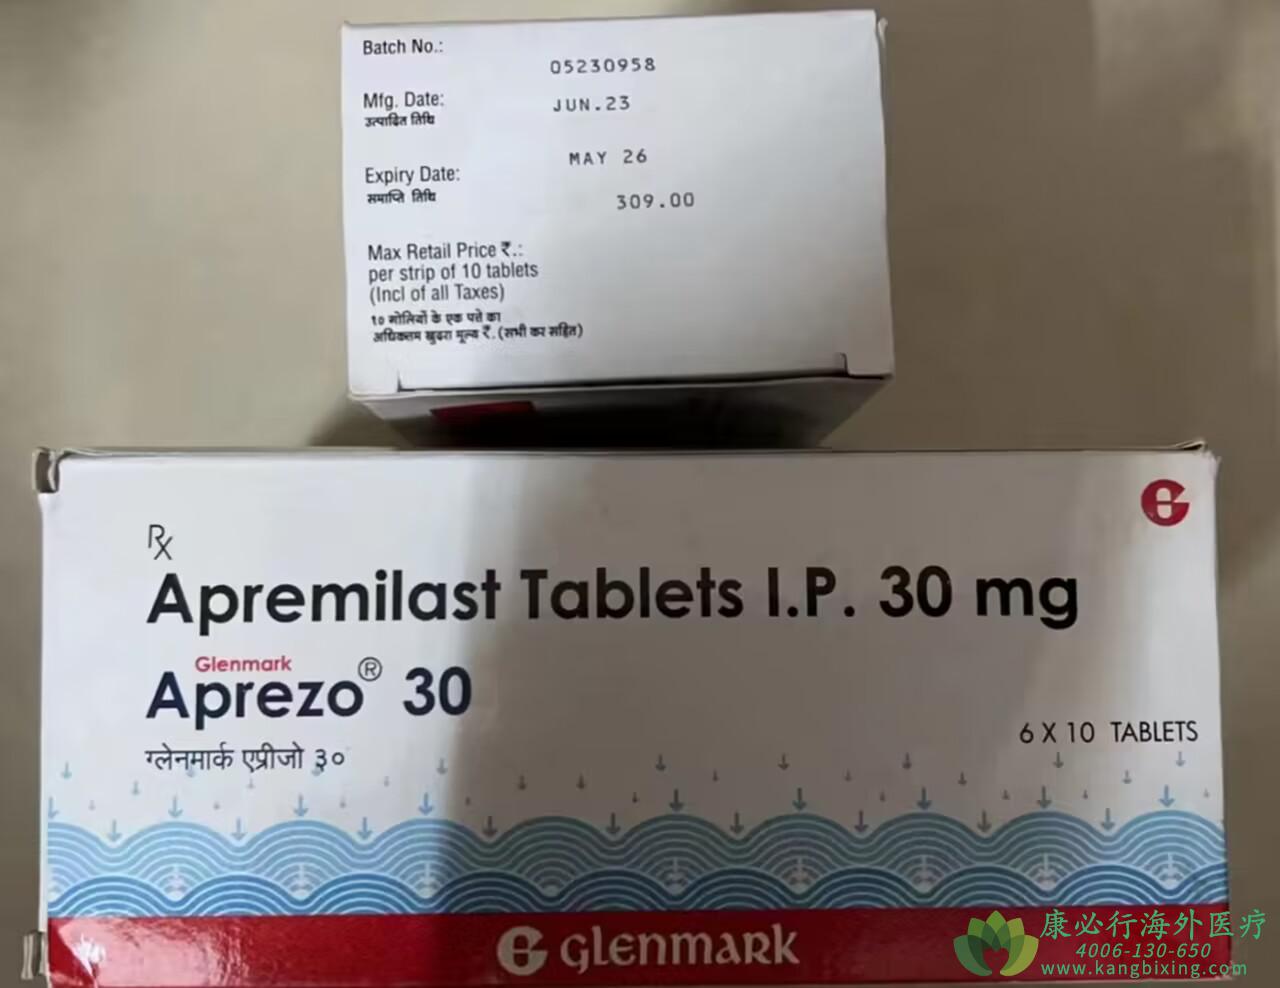 Batch No.:
05230958
Mfg. Date:
JUN.23
उत्पादित तिथि
MAY 26
Expiry Date:
समाप्ति तिथि
309.00
Max Retail Price ₹.:
per strip of 10 tablets
(Incl of all Taxes)
१० गोलियों के एक पत्ते का
अधिकतम खुदरा मूल्य ₹. (सभी कर सहित)
Rx
Apremilast Tablets I.P. 30 mg
Glenmark
Aprezo® 30
6 X 10 TABLETS
ग्लेनमार्क एप्रीजो ३०
GLENMARK
康必行海外医疗
4006-130-650
www.kangbixing.com